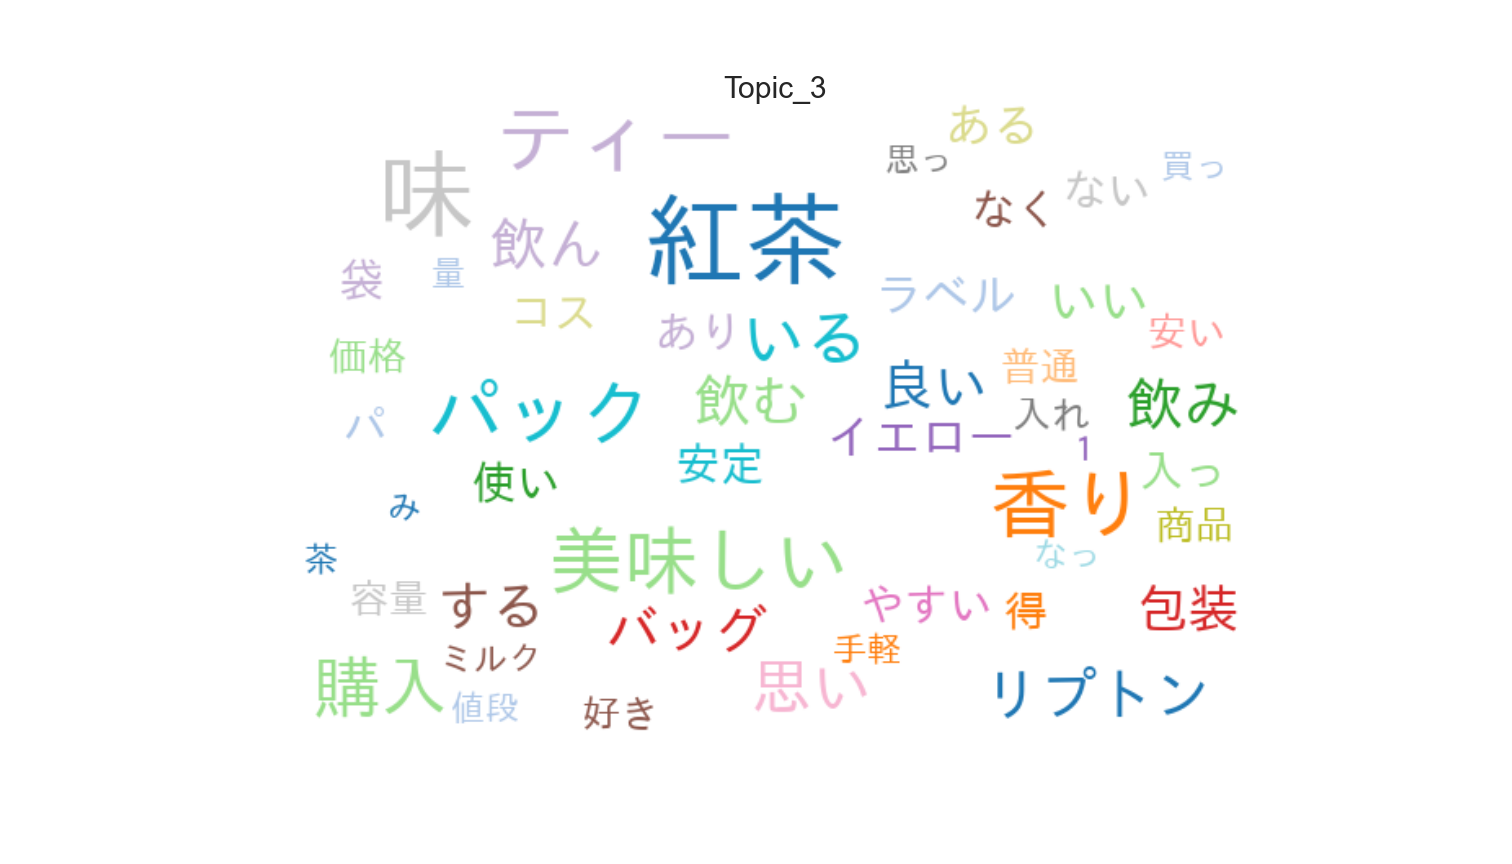 Topic_3
ティー
ある
思っ
買っ
味
ない
なく
紅茶
飲ん
袋
量
ラベル
いい
コス
あり
いる
安い
価格
普通
良い
パック
飲む
飲み
入れ
パ
イエロー
1
安定
使い
入っ
香り
み
商品
美味しい
なっ
茶
容量
する
やすい
得
包装
バッグ
手軽
ミルク
購入
思い
リプトン
値段
好き